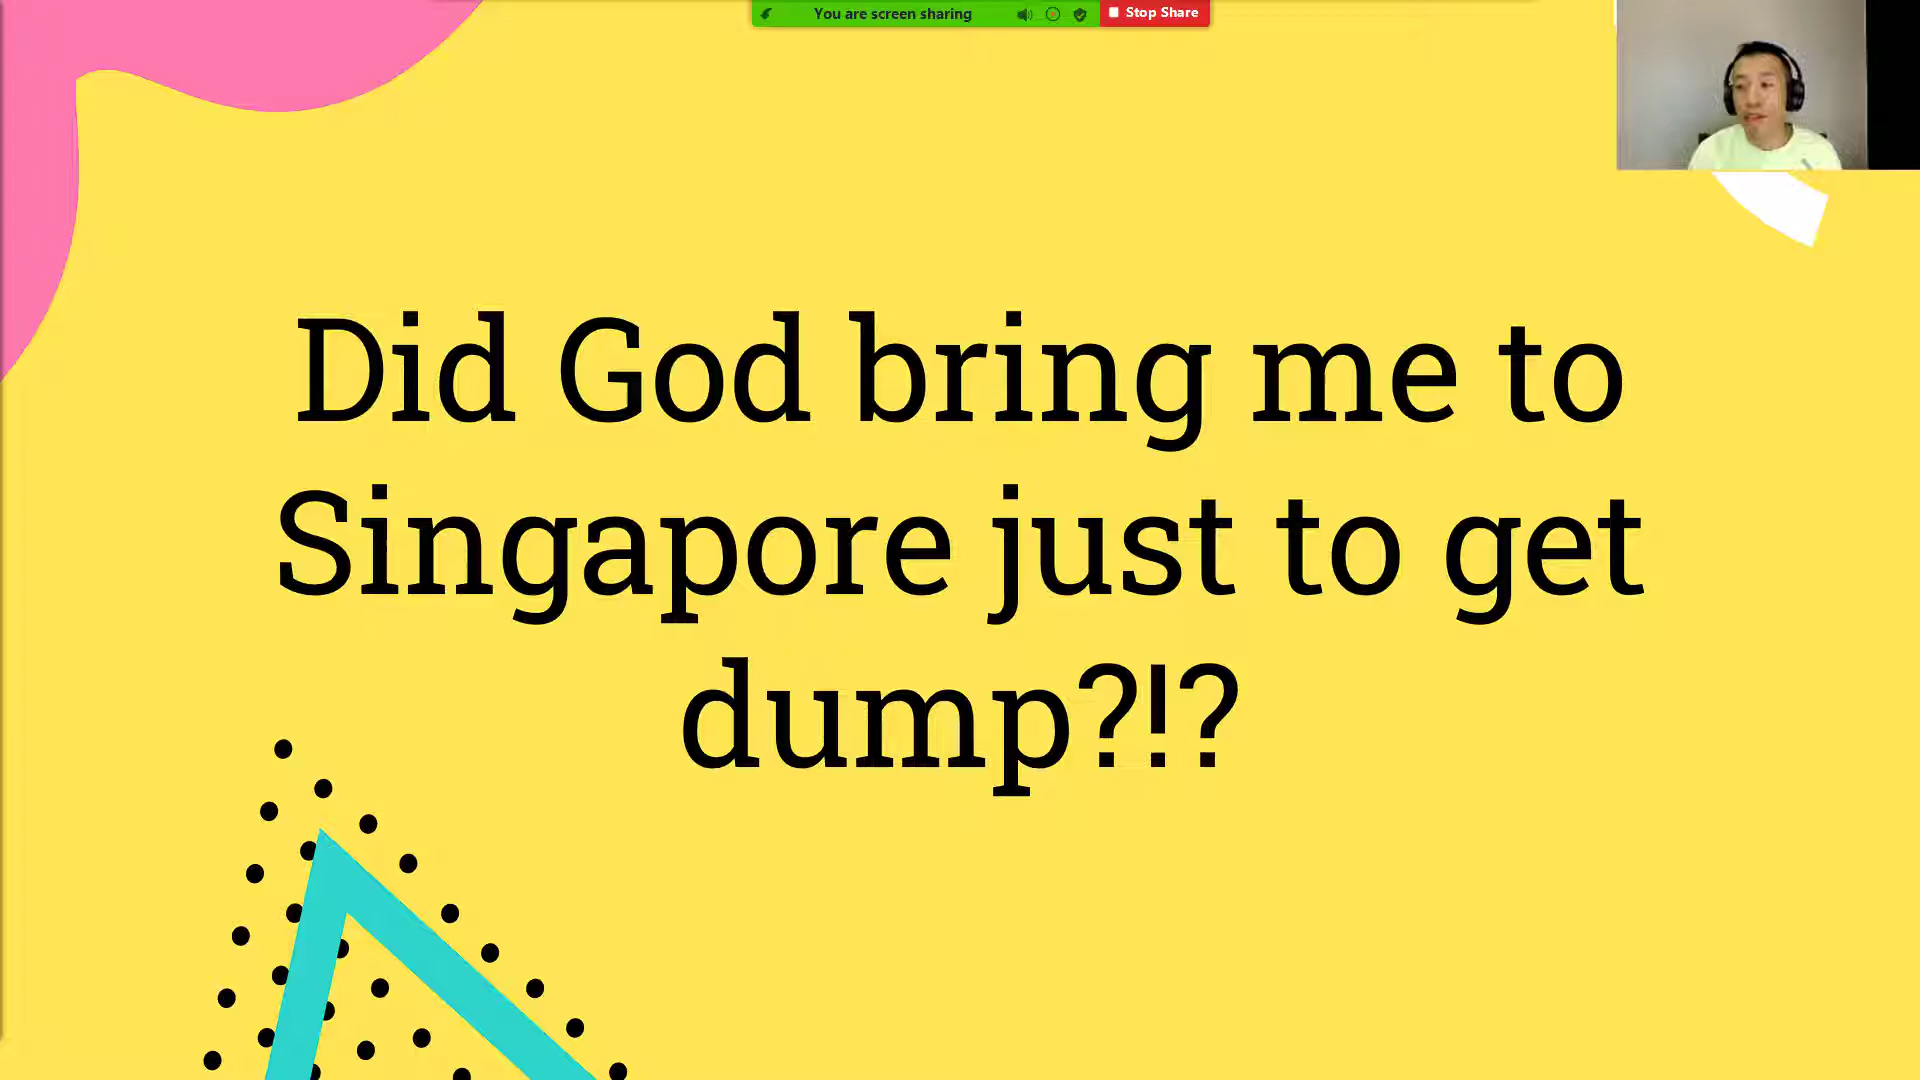 You are screen sharing
Stop Share
Did God bring me to
Singapore just to get
dump?!?